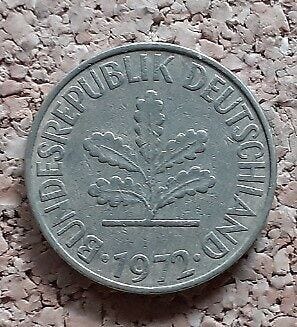 BUNDESREPUBLIK DEUTSCHLAND
· 1972 ·